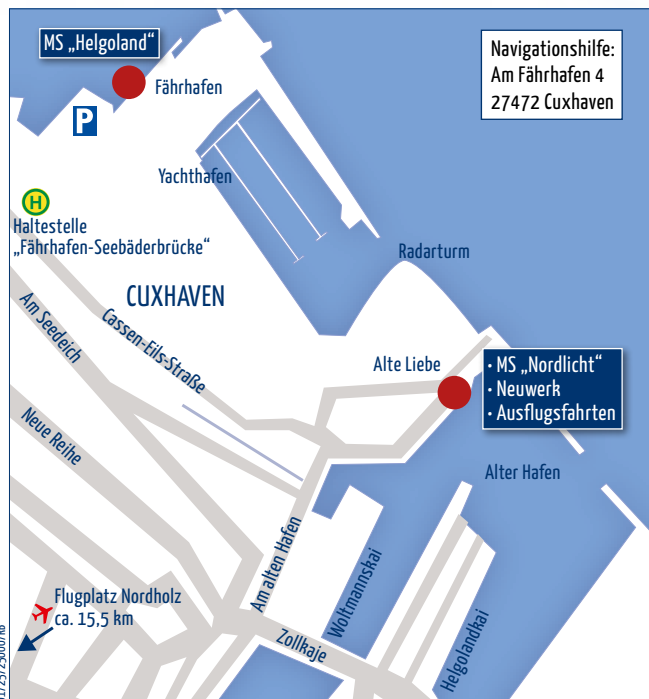 MS „Helgoland“
Navigationshilfe:
Am Fährhafen 4
27472 Cuxhaven
Fährhafen
P
Yachthafen
H
Haltestelle
„Fährhafen-Seebäderbrücke“
Radarturm
CUXHAVEN
Am Seedeich
Cassen-Eils-Straße
Alte Liebe
· MS „Nordlicht“
· Neuwerk
· Ausflugsfahrten
Neue Reihe
Alter Hafen
Am alten Hafen
Woltmannskai
Flugplatz Nordholz
ca. 15,5 km
Zollkaje
Helgolandkai